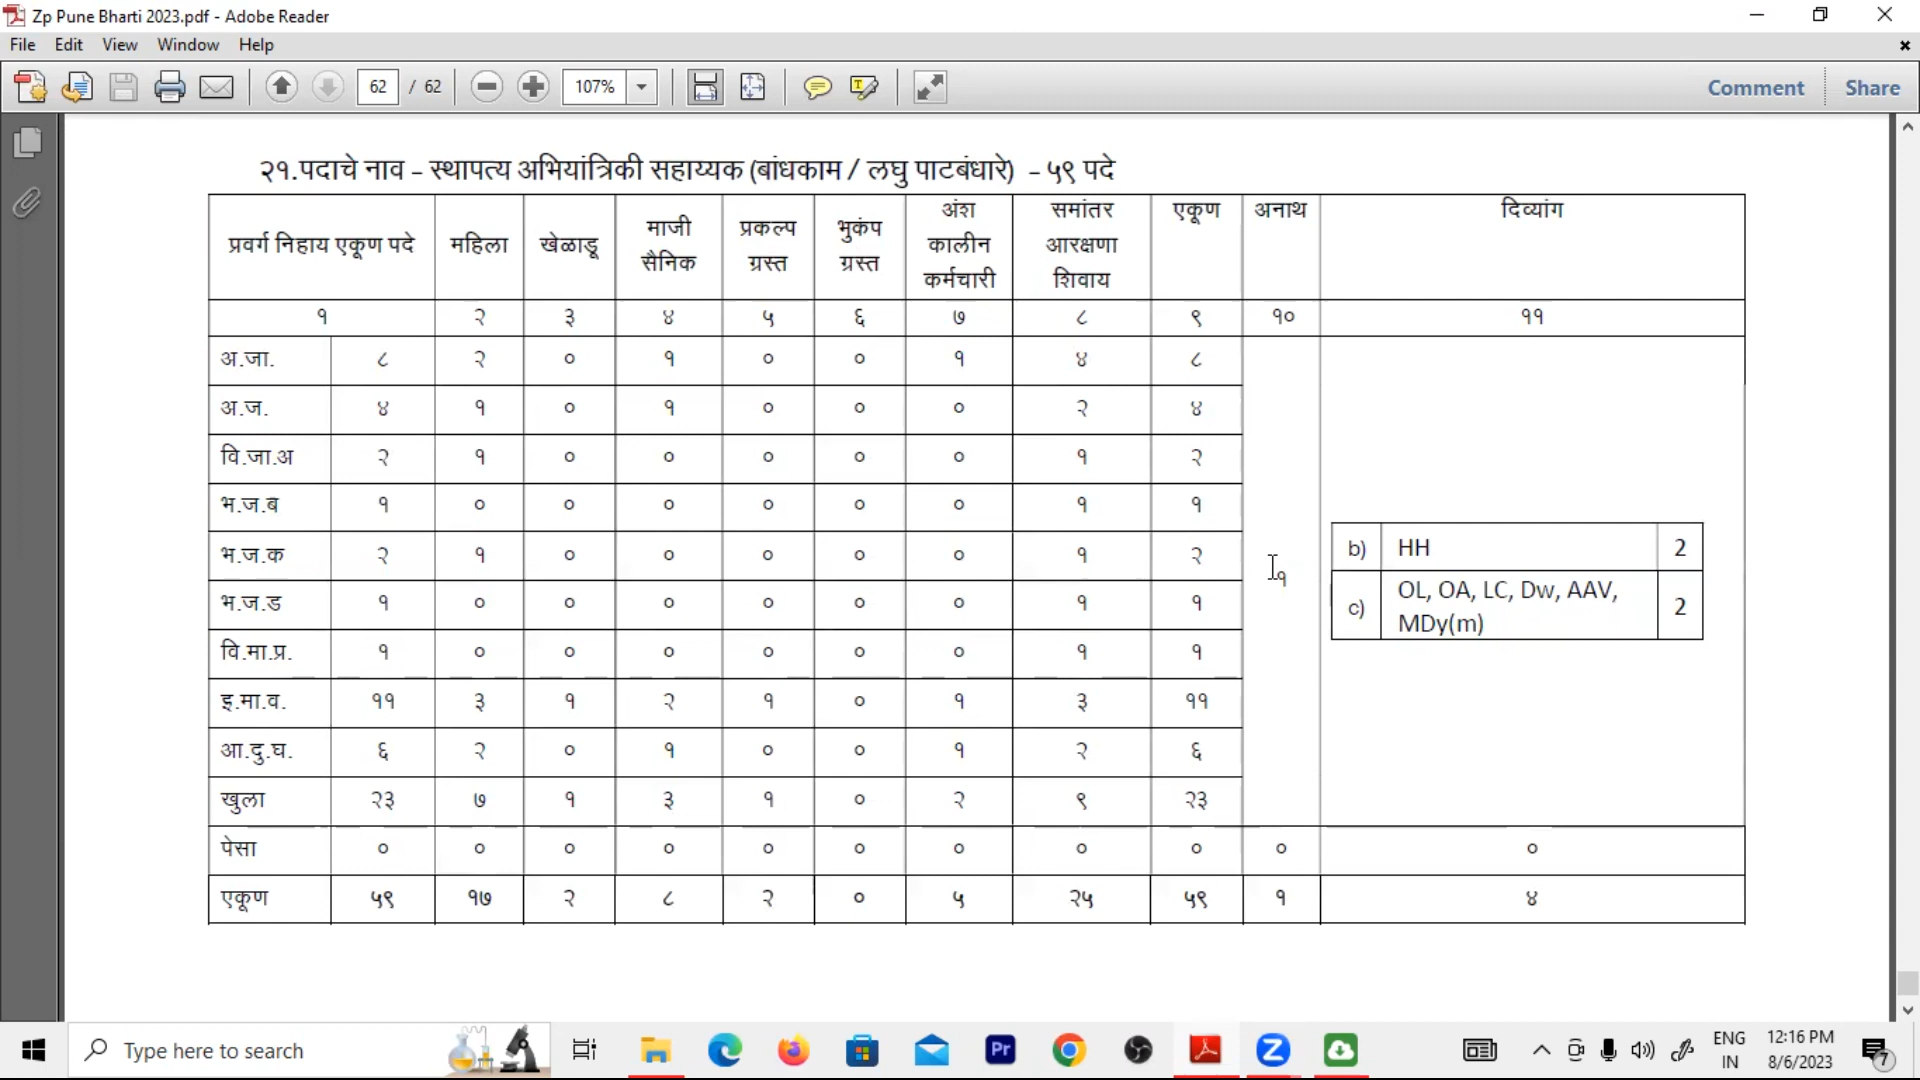 Zp Pune Bharti 2023.pdf - Adobe Reader
File Edit View Window Help
62 / 62 107% Comment Share
२१.पदाचे नाव – स्थापत्य अभियांत्रिकी सहाय्यक (बांधकाम / लघु पाटबंधारे) – ५९ पदे
प्रवर्ग निहाय एकूण पदे महिला खेळाडू माजी सैनिक प्रकल्प ग्रस्त भुकंप ग्रस्त अंश कालीन कर्मचारी समांतर आरक्षणा शिवाय एकूण अनाथ दिव्यांग
१ २ ३ ४ ५ ६ ७ ८ ९ १० ११
अ.जा. ८ २ ० १ ० ० १ ४ ८
अ.ज. ४ १ ० १ ० ० ० २ ४
वि.जा.अ २ १ ० ० ० ० ० १ २
भ.ज.ब १ ० ० ० ० ० ० १ १
भ.ज.क २ १ ० ० ० ० ० १ २
१
b) HH 2
c) OL, OA, LC, Dw, AAV, MDy(m) 2
भ.ज.ड १ ० ० ० ० ० ० १ १
वि.मा.प्र. १ ० ० ० ० ० ० १ १
इ.मा.व. ११ ३ १ २ १ ० १ ३ ११
आ.दु.घ. ६ २ ० १ ० ० १ २ ६
खुला २३ ७ १ ३ १ ० २ ९ २३
पेसा ० ० ० ० ० ० ० ० ० ० ०
एकूण ५९ १७ २ ८ २ ० ५ २५ ५९ १ ४
Type here to search
Pr
ENG
IN
12:16 PM
8/6/2023
7